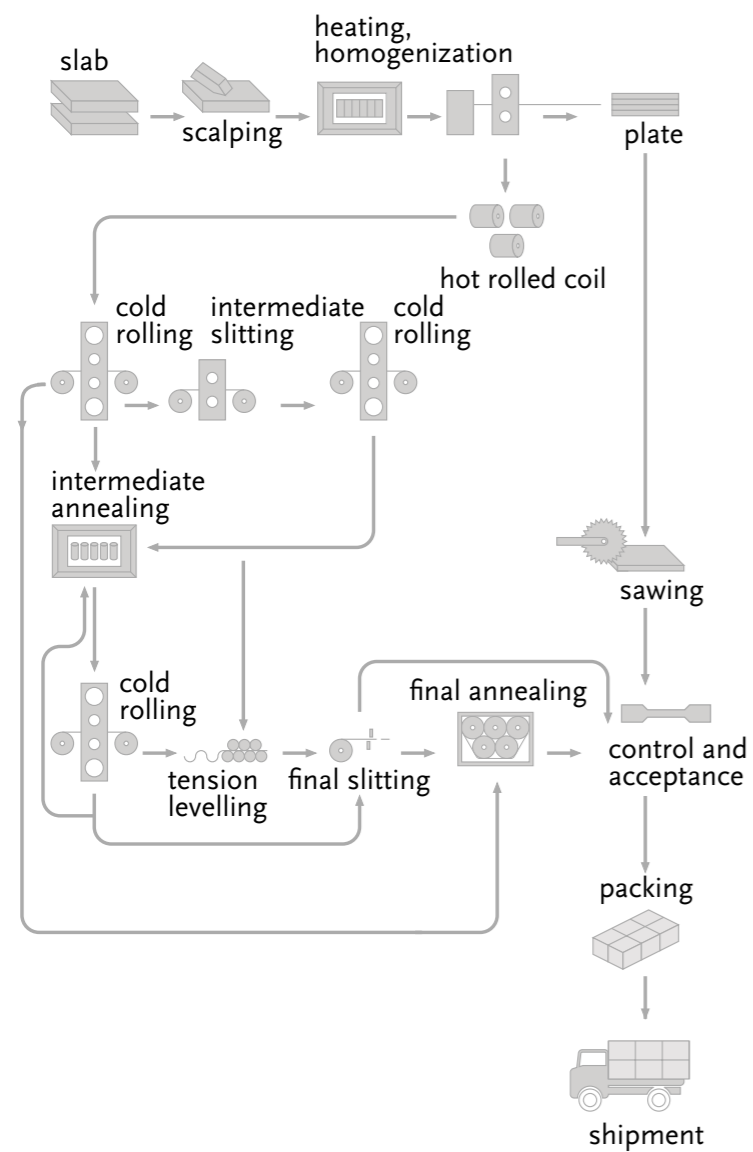 heating,
homogenization
slab
scalping
plate
hot rolled coil
cold
rolling
intermediate
slitting
cold
rolling
intermediate
annealing
sawing
cold
rolling
final annealing
tension
levelling
final slitting
control and
acceptance
packing
shipment